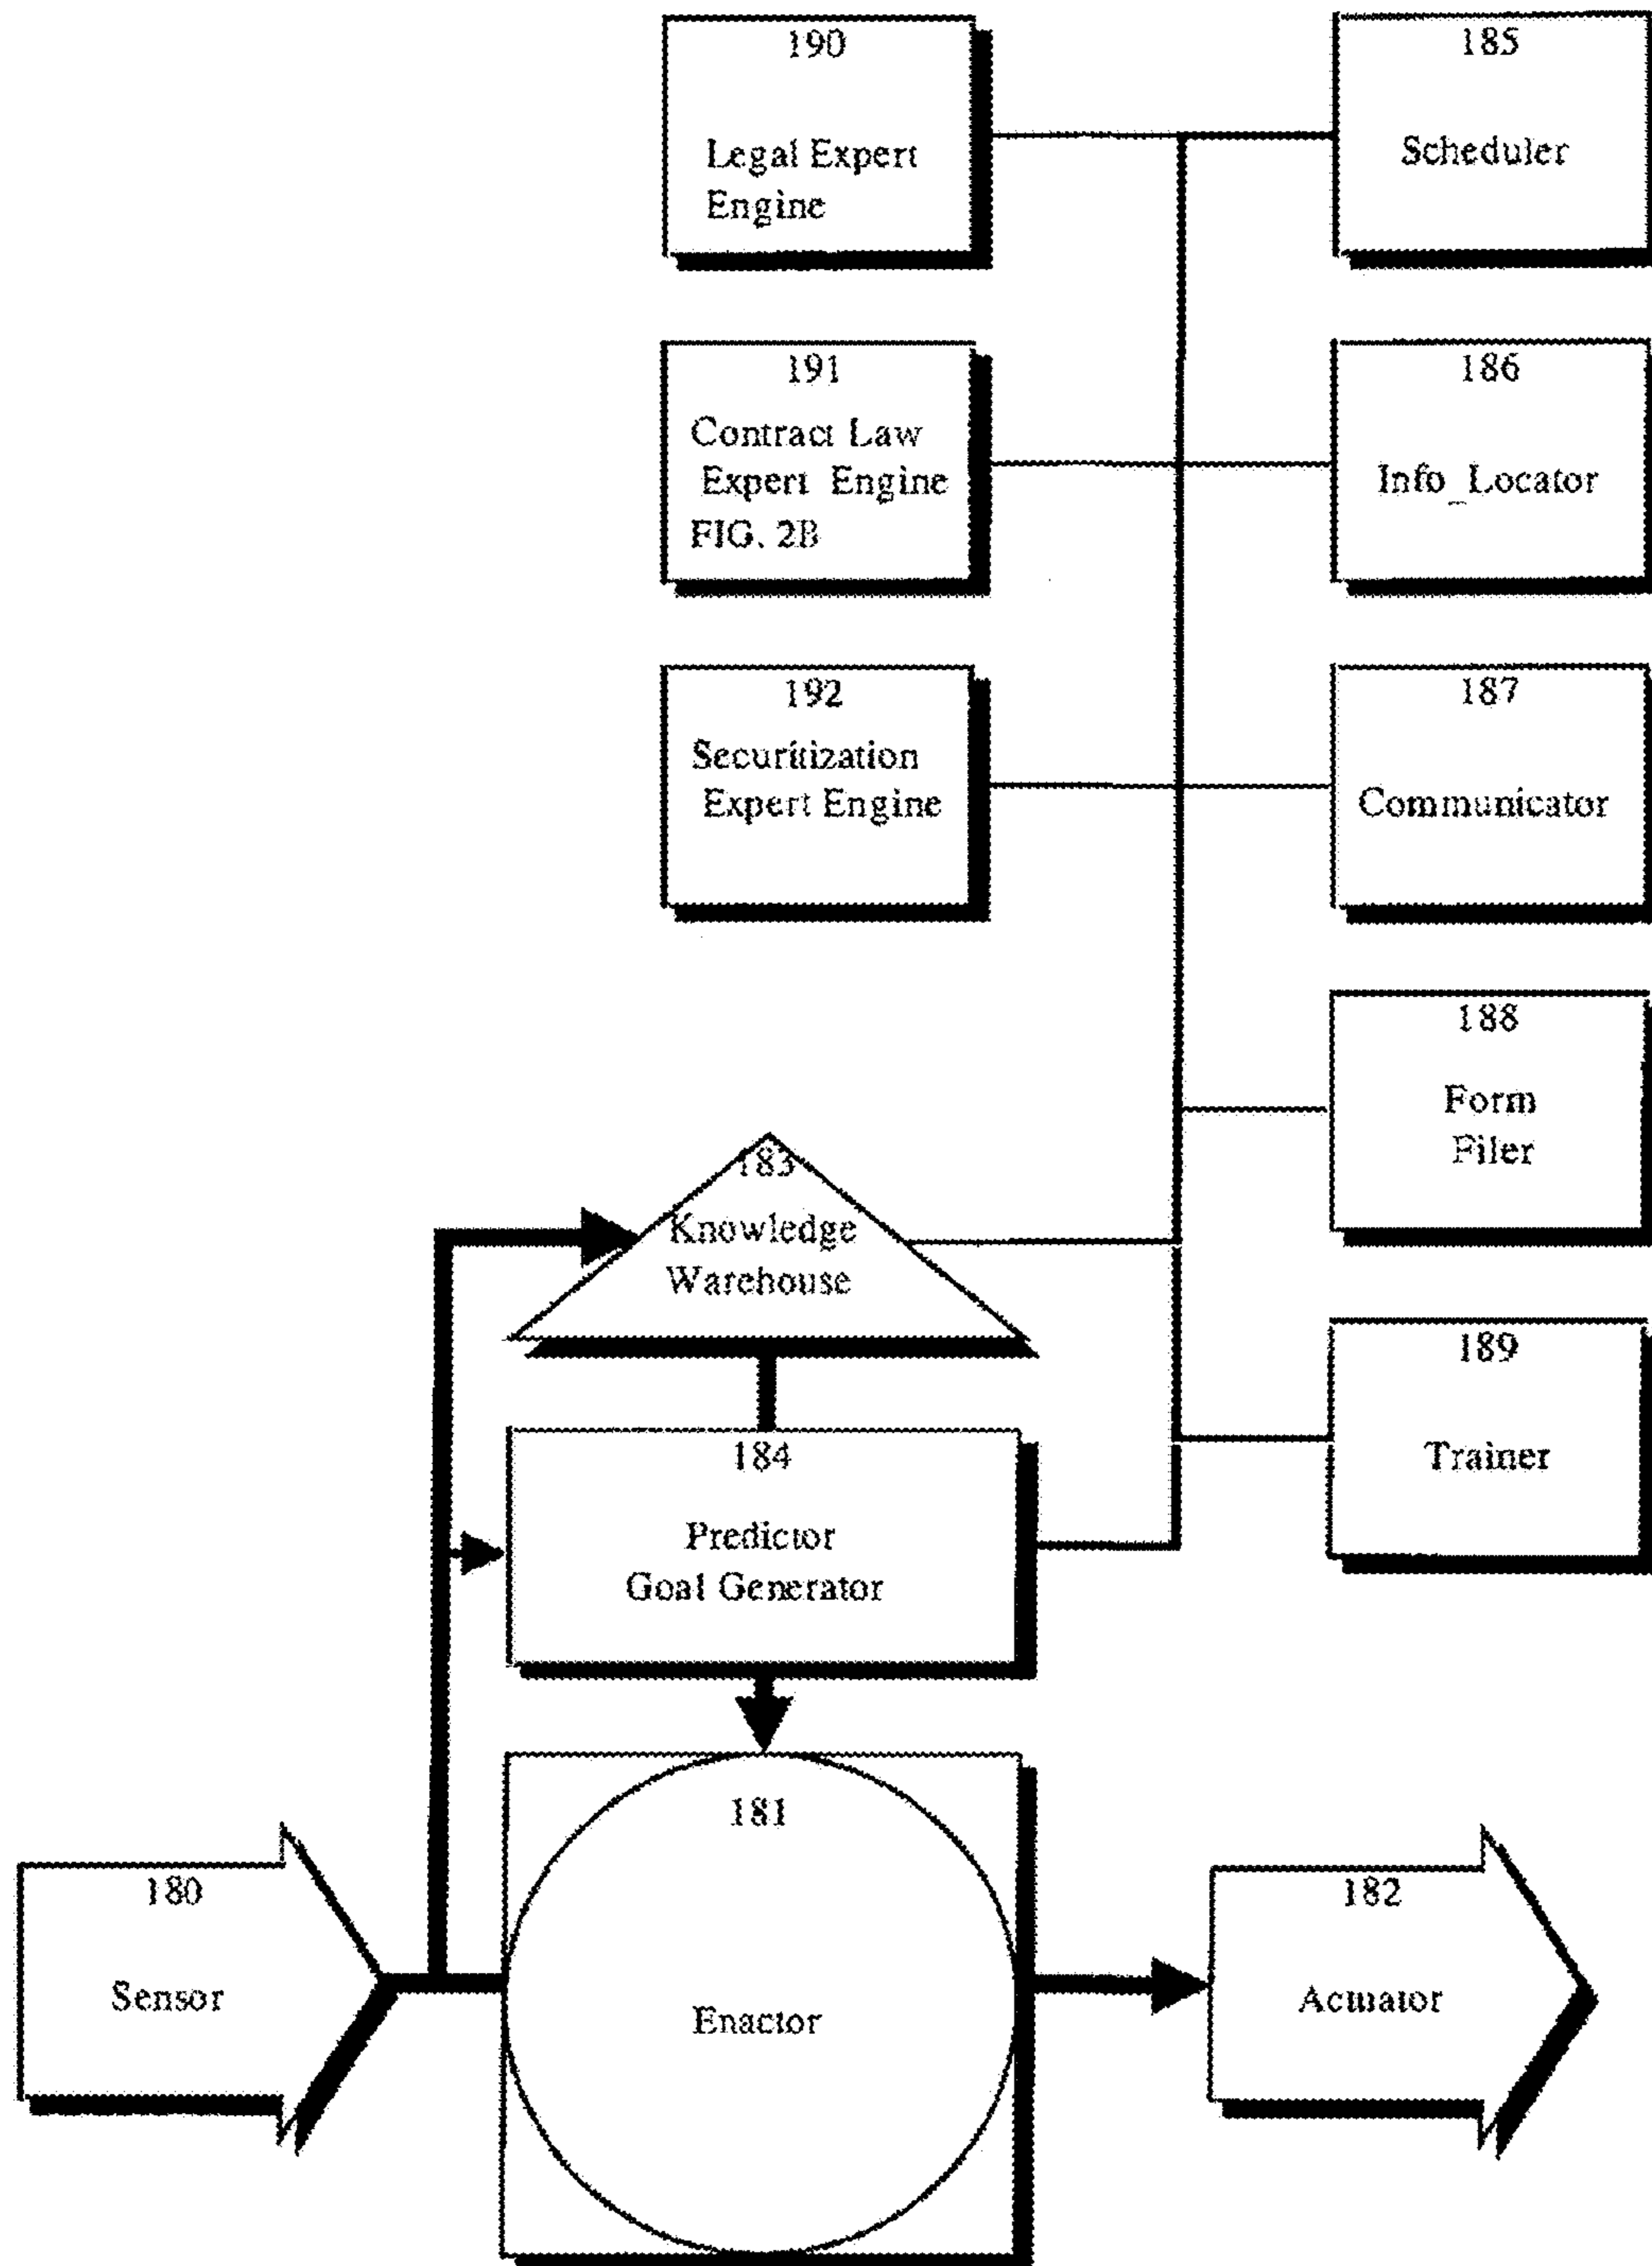 190
Legal Expert
Engine
185
Scheduler
191
Contract Law
Expert Engine
FIG. 2B
186
Info_Locator
192
Securitization
Expert Engine
187
Communicator
188
Form
Filer
183
Knowledge
Warehouse
189
Trainer
184
Predictor
Goal Generator
181
Enactor
180
Sensor
182
Actuator